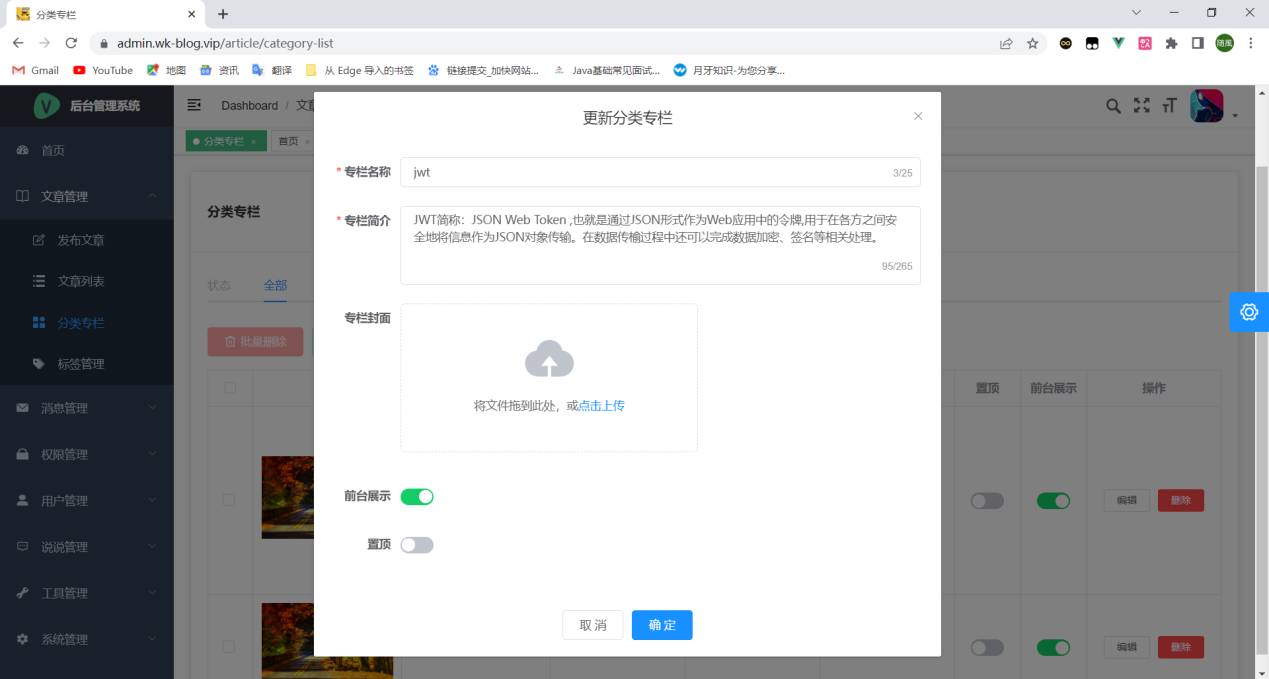 分类专栏
admin.wk-blog.vip/article/category-list
随風
Gmail
YouTube
地图
资讯
翻译
从 Edge 导入的书签
链接提交_加快网站...
Java基础常见面试...
月牙知识-为您分享...
后台管理系统
Dashboard / 文章
分类专栏 ×
首页 ×
首页
文章管理
发布文章
文章列表
分类专栏
标签管理
消息管理
权限管理
用户管理
说说管理
工具管理
系统管理
分类专栏
状态
全部
批量删除
更新分类专栏
* 专栏名称
jwt
3/25
* 专栏简介
JWT简称：JSON Web Token ,也就是通过JSON形式作为Web应用中的令牌,用于在各方之间安
全地将信息作为JSON对象传输。在数据传输过程中还可以完成数据加密、签名等相关处理。
95/265
专栏封面
将文件拖到此处，或点击上传
前台展示
置顶
取 消
确 定
置顶
前台展示
操作
编辑
删除
编辑
删除